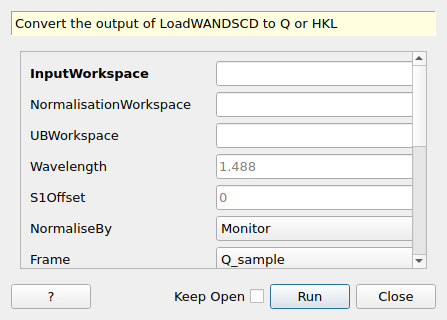 Convert the output of LoadWANDSCD to Q or HKL
InputWorkspace
NormalisationWorkspace
UBWorkspace
Wavelength 1.488
S1Offset 0
NormaliseBy Monitor
Frame Q_sample
? Keep Open Run Close